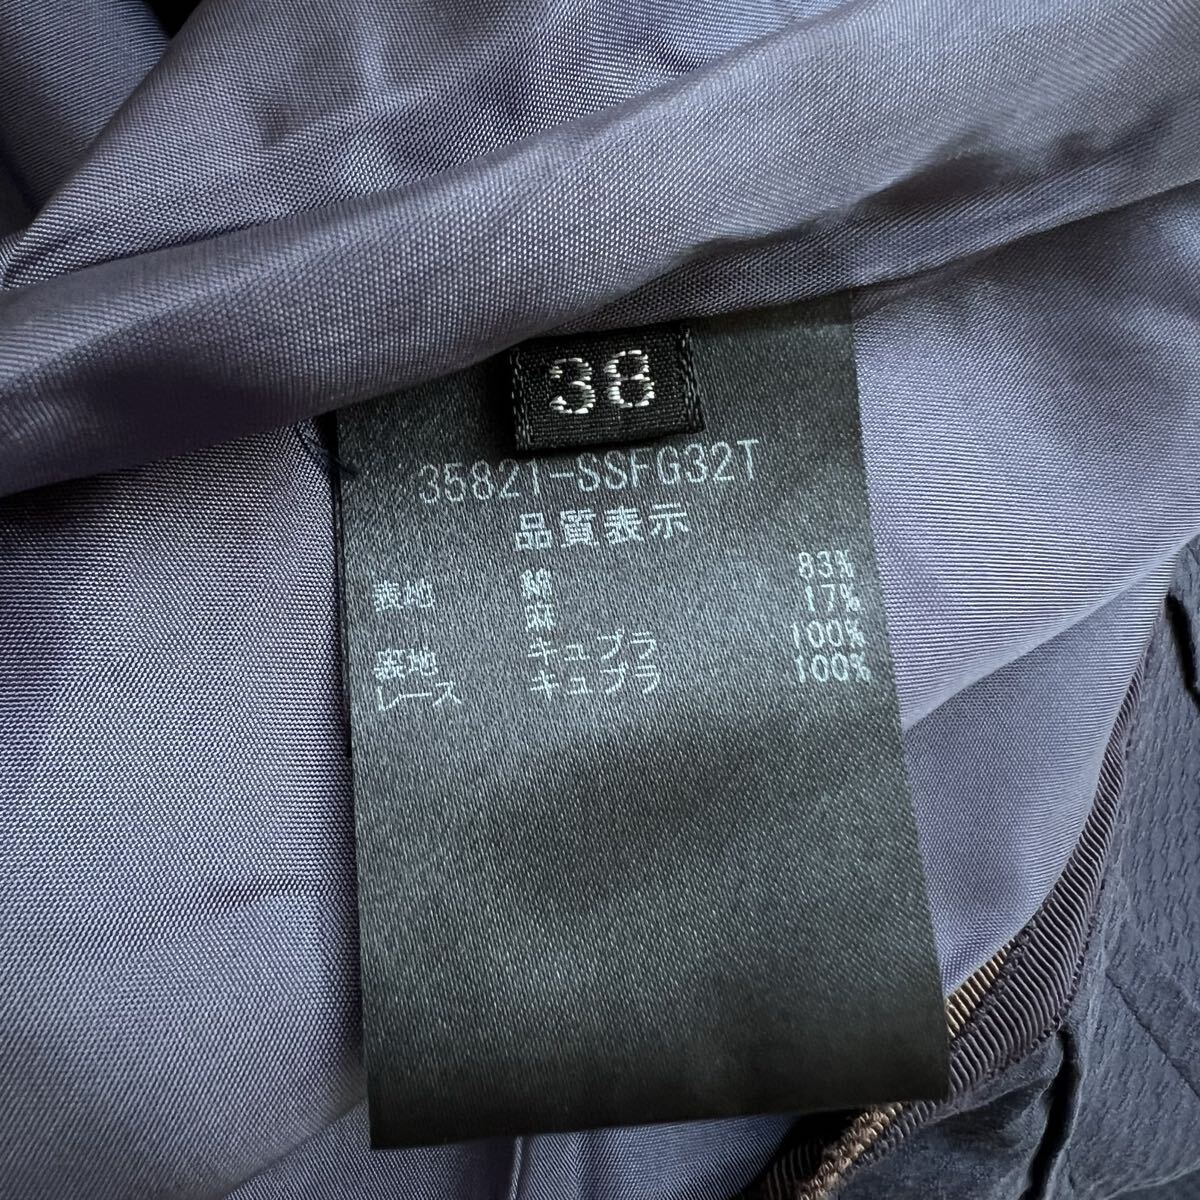 38
35821-SSFG32T
品質表示
表地 綿 83%
麻 17%
裏地 キュプラ 100%
レース キュプラ 100%